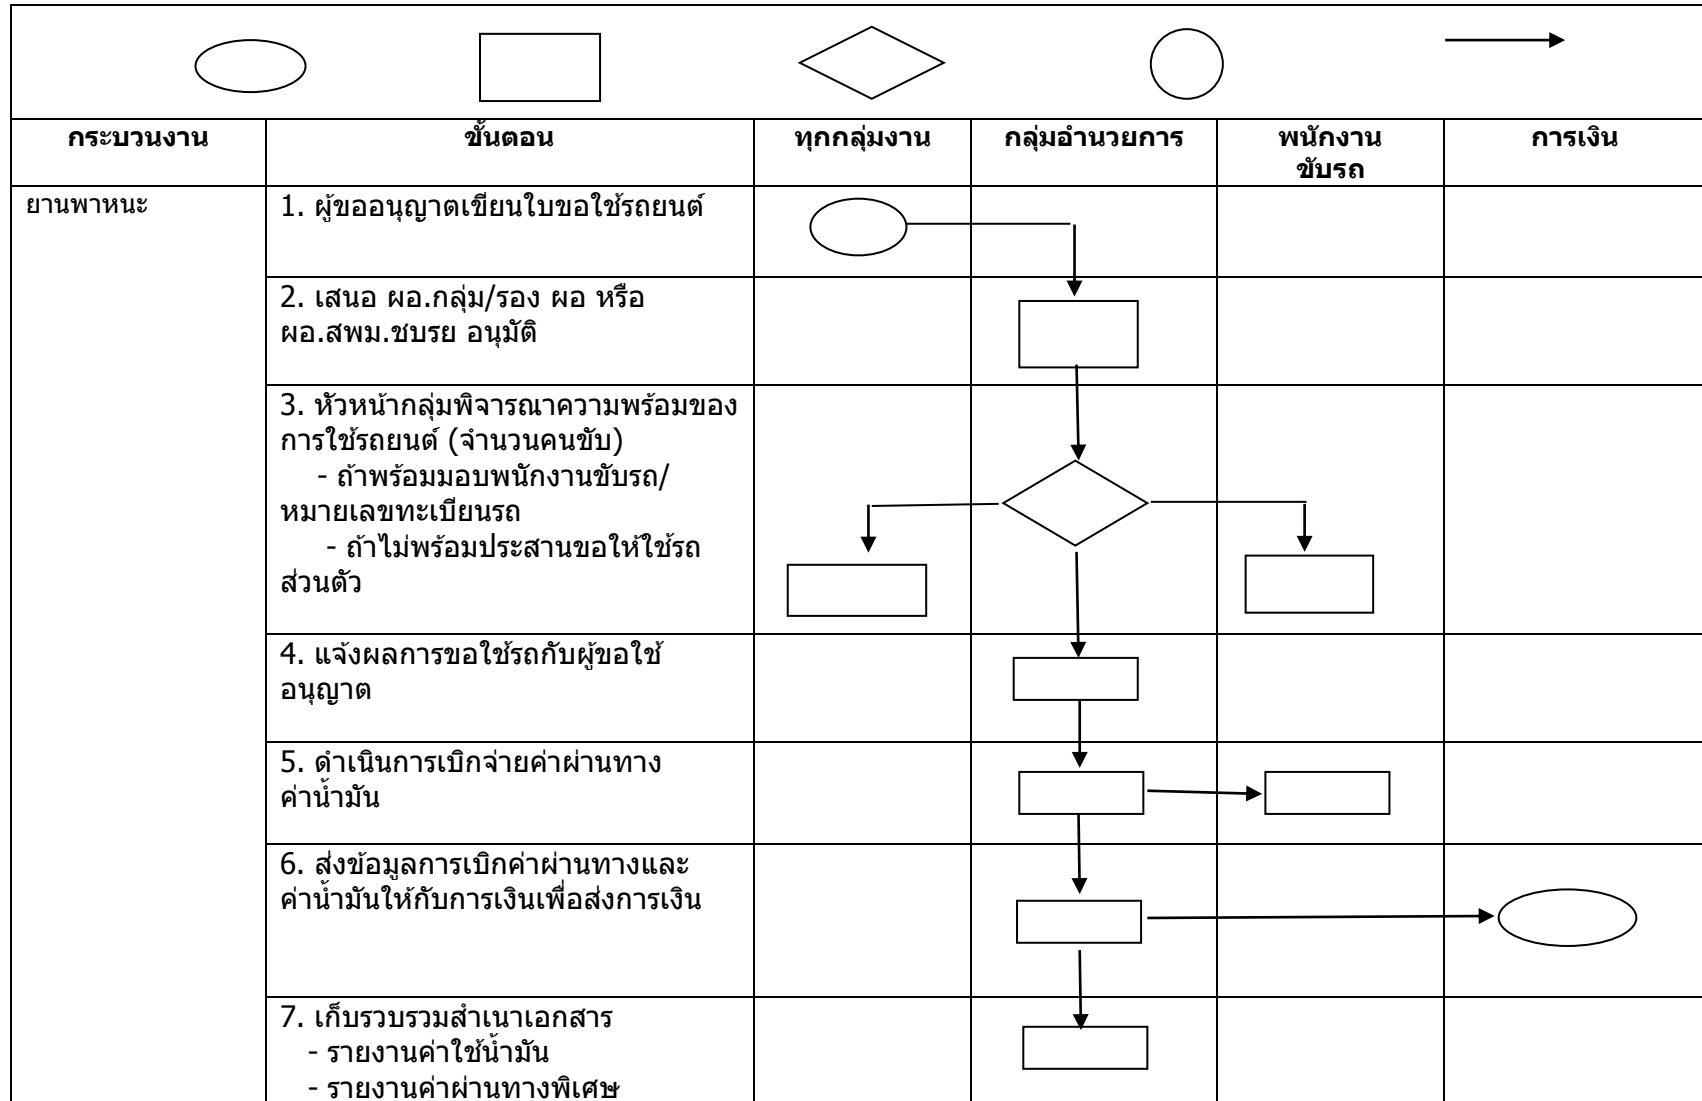 กระบวนงาน
ขั้นตอน
ทุกกลุ่มงาน
กลุ่มอำนวยการ
พนักงาน
ขับรถ
การเงิน
ยานพาหนะ
1. ผู้ขออนุญาตเขียนใบขอใช้รถยนต์
2. เสนอ ผอ.กลุ่ม/รอง ผอ หรือ
ผอ.สพม.ชบรย อนุมัติ
3. หัวหน้ากลุ่มพิจารณาความพร้อมของ
การใช้รถยนต์ (จำนวนคนขับ)
- ถ้าพร้อมมอบพนักงานขับรถ/
หมายเลขทะเบียนรถ
- ถ้าไม่พร้อมประสานขอให้ใช้รถ
ส่วนตัว
4. แจ้งผลการขอใช้รถกับผู้ขอใช้
อนุญาต
5. ดำเนินการเบิกจ่ายค่าผ่านทาง
ค่าน้ำมัน
6. ส่งข้อมูลการเบิกค่าผ่านทางและ
ค่าน้ำมันให้กับการเงินเพื่อส่งการเงิน
7. เก็บรวบรวมสำเนาเอกสาร
- รายงานค่าใช้น้ำมัน
- รายงานค่าผ่านทางพิเศษ